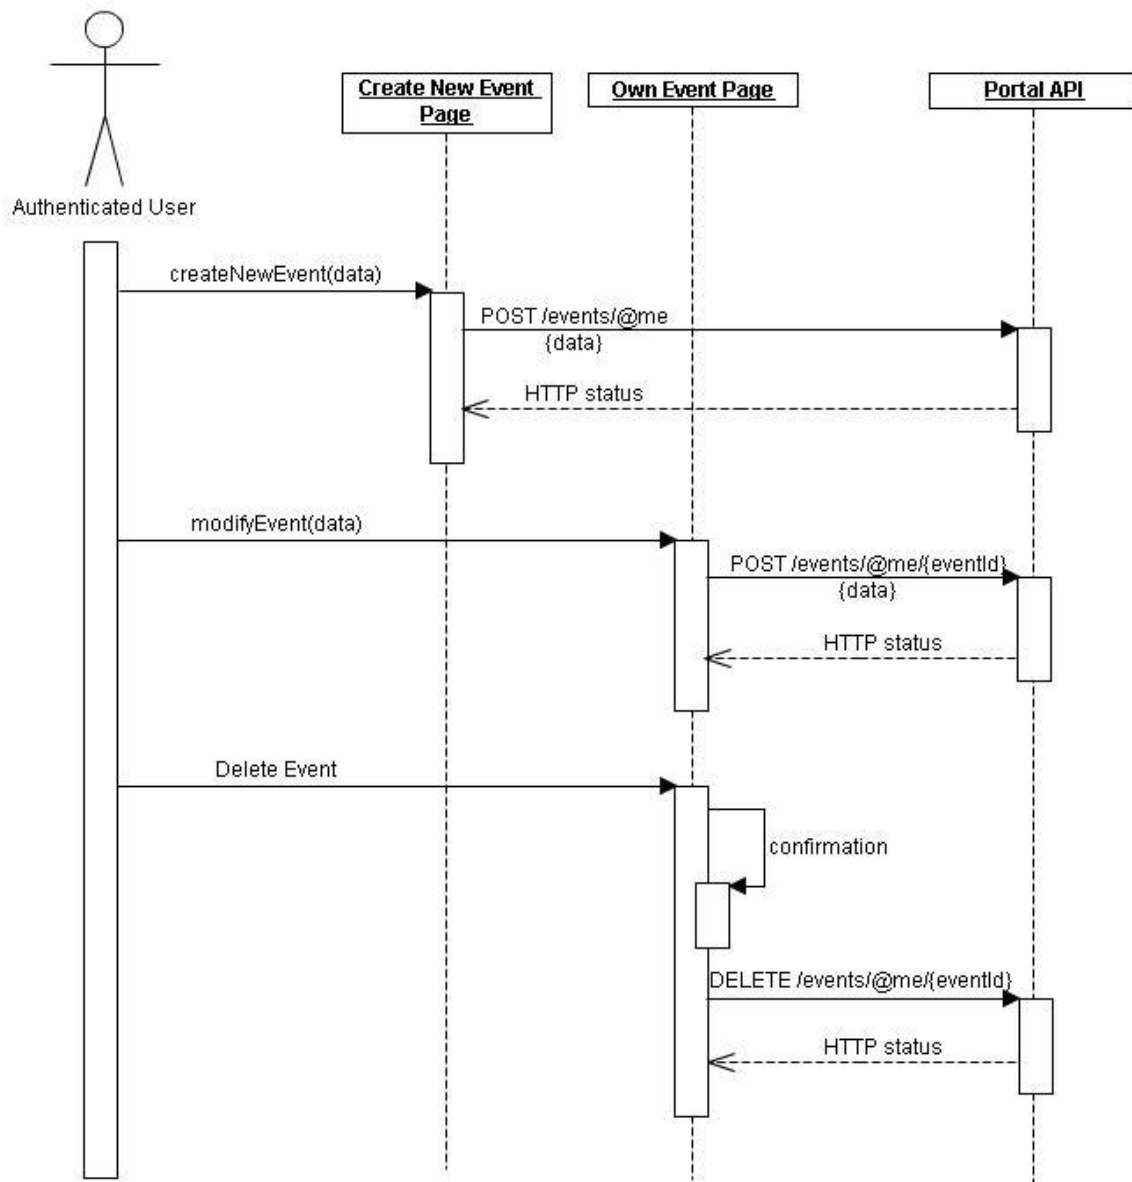 Create New Event
Page
Own Event Page
Portal API
Authenticated User
createNewEvent(data)
POST /events/@me
{data}
HTTP status
modifyEvent(data)
POST /events/@me/{eventId}
{data}
HTTP status
Delete Event
confirmation
DELETE /events/@me/{eventId}
HTTP status